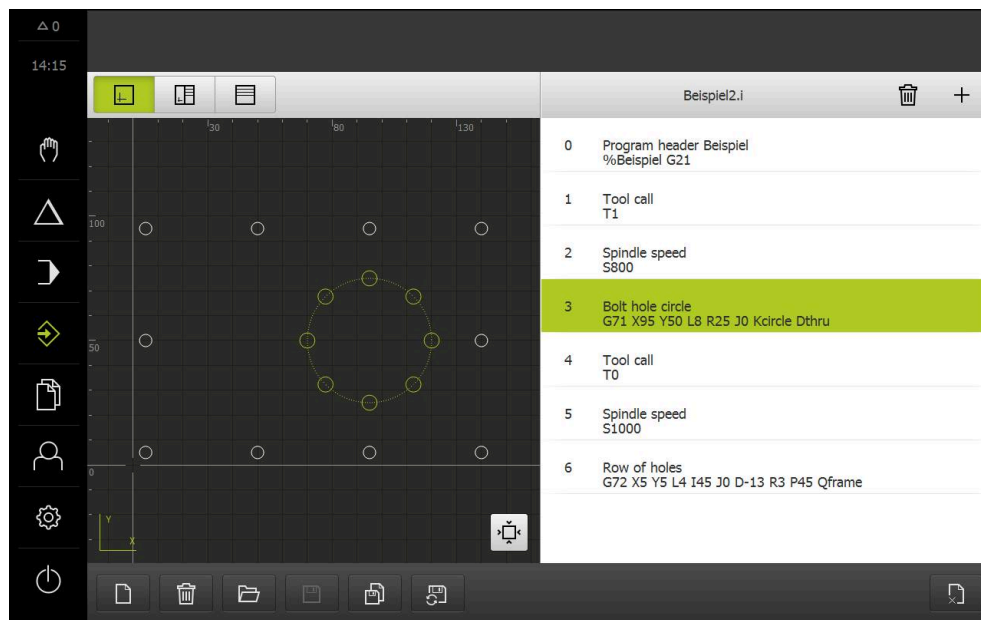 0
14:15
Beispiel2.i
30
80
130
100
50
0
Y
X
0 Program header Beispiel
%Beispiel G21
1 Tool call
T1
2 Spindle speed
S800
3 Bolt hole circle
G71 X95 Y50 L8 R25 J0 Kcircle Dthru
4 Tool call
T0
5 Spindle speed
S1000
6 Row of holes
G72 X5 Y5 L4 I45 J0 D-13 R3 P45 Qframe